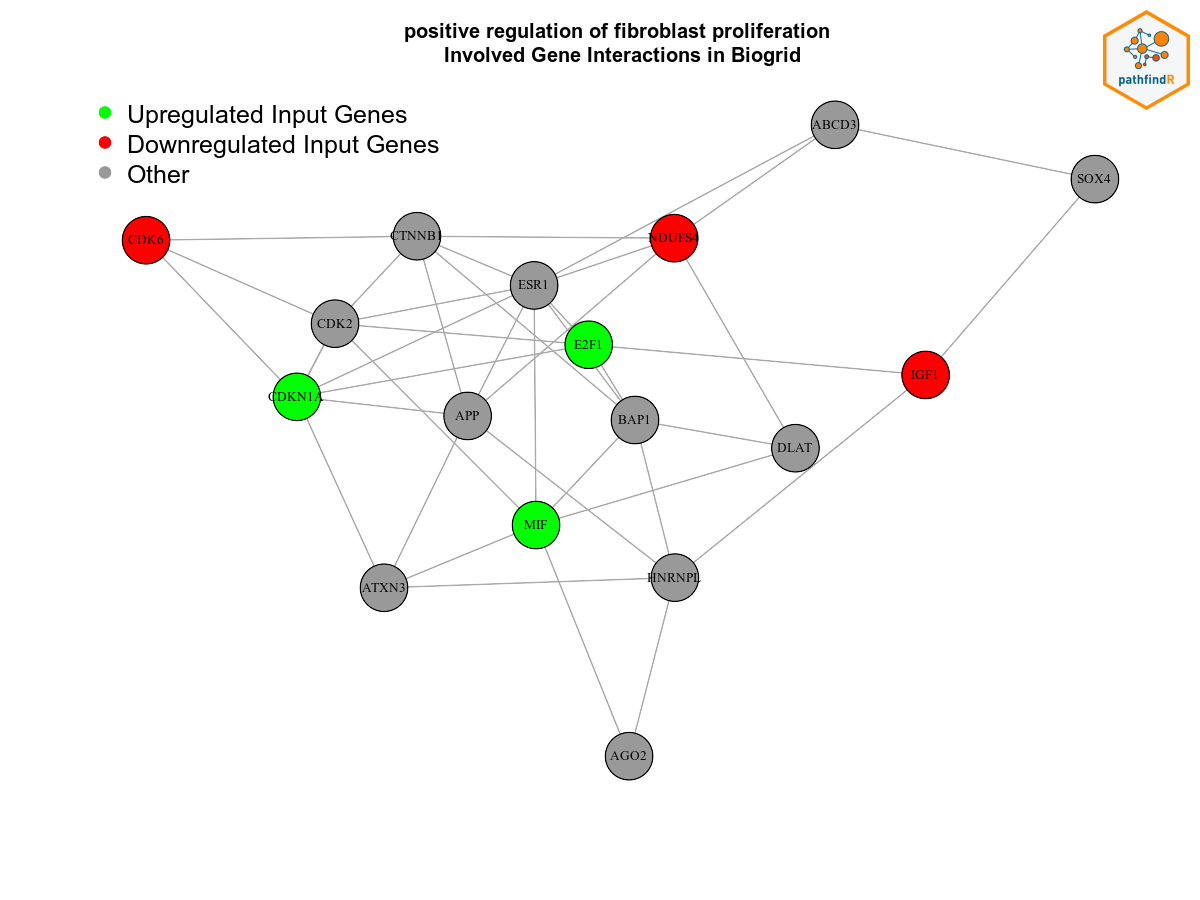 positive regulation of fibroblast proliferation
Involved Gene Interactions in Biogrid
pathfindR
Upregulated Input Genes
Downregulated Input Genes
Other
ABCD3
SOX4
CDK6
CTNNB1
NDUFS4
ESR1
CDK2
E2F1
IGF1
CDKN1A
APP
BAP1
DLAT
MIF
ATXN3
HNRNPL
AGO2